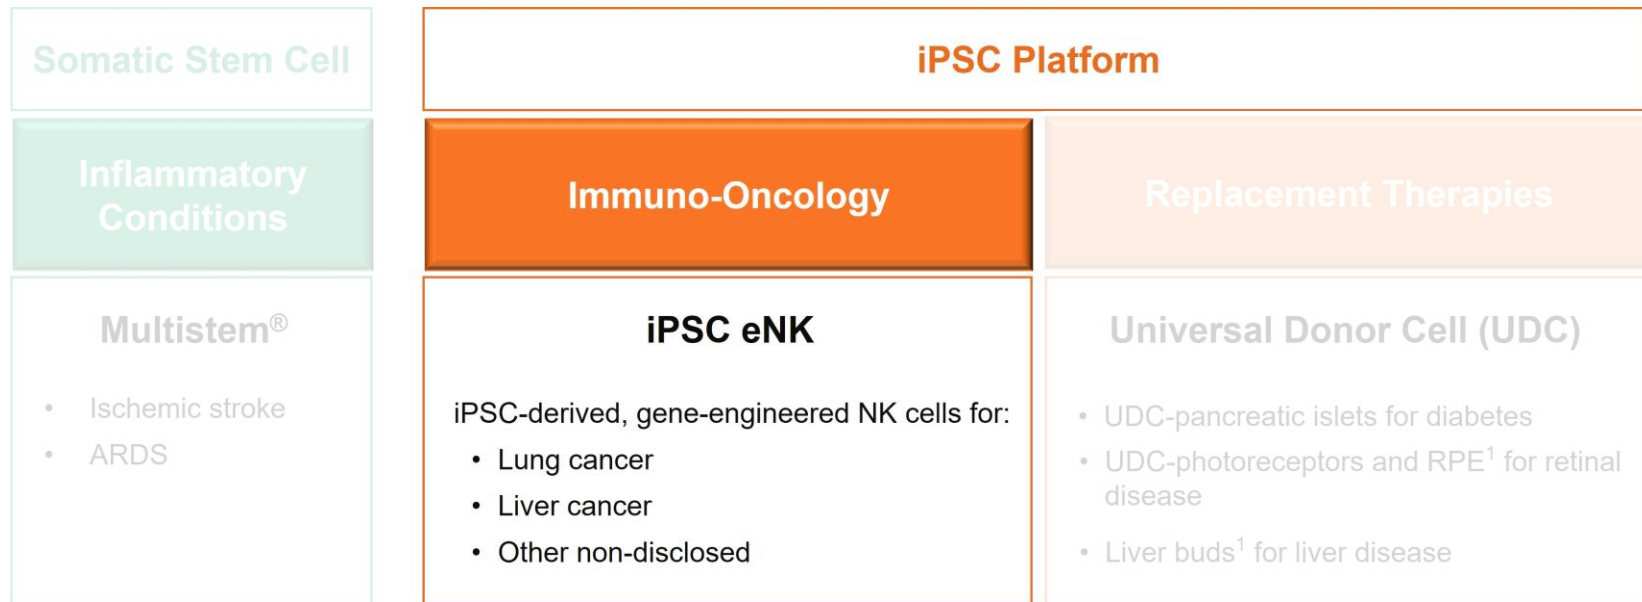 Somatic Stem Cell
iPSC Platform
Inflammatory
Conditions
Immuno-Oncology
Replacement Therapies
Multistem®
• Ischemic stroke
• ARDS
iPSC eNK
iPSC-derived, gene-engineered NK cells for:
• Lung cancer
• Liver cancer
• Other non-disclosed
Universal Donor Cell (UDC)
• UDC-pancreatic islets for diabetes
• UDC-photoreceptors and RPE¹ for retinal
disease
• Liver buds¹ for liver disease